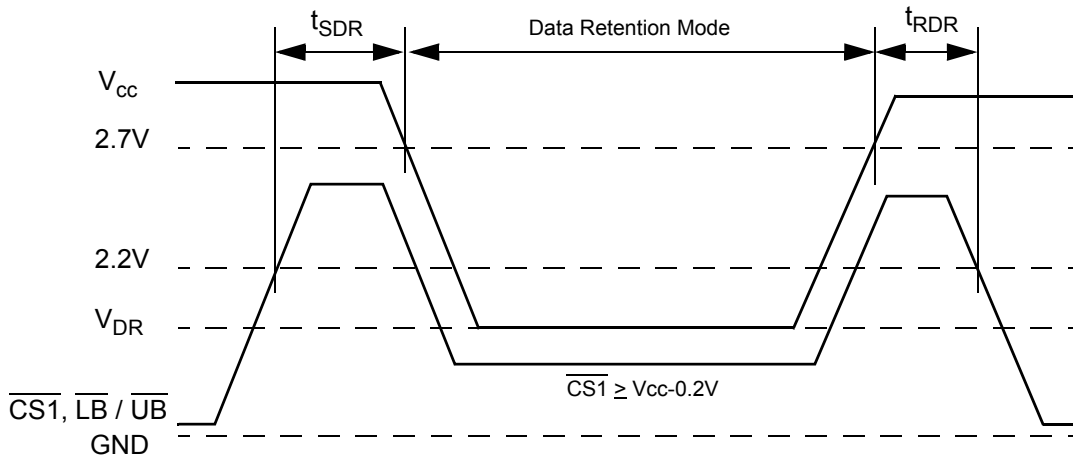 tSDR
Data Retention Mode
tRDR
Vcc
2.7V
2.2V
VDR
CS1, LB / UB
GND
CS1 ≥ Vcc-0.2V